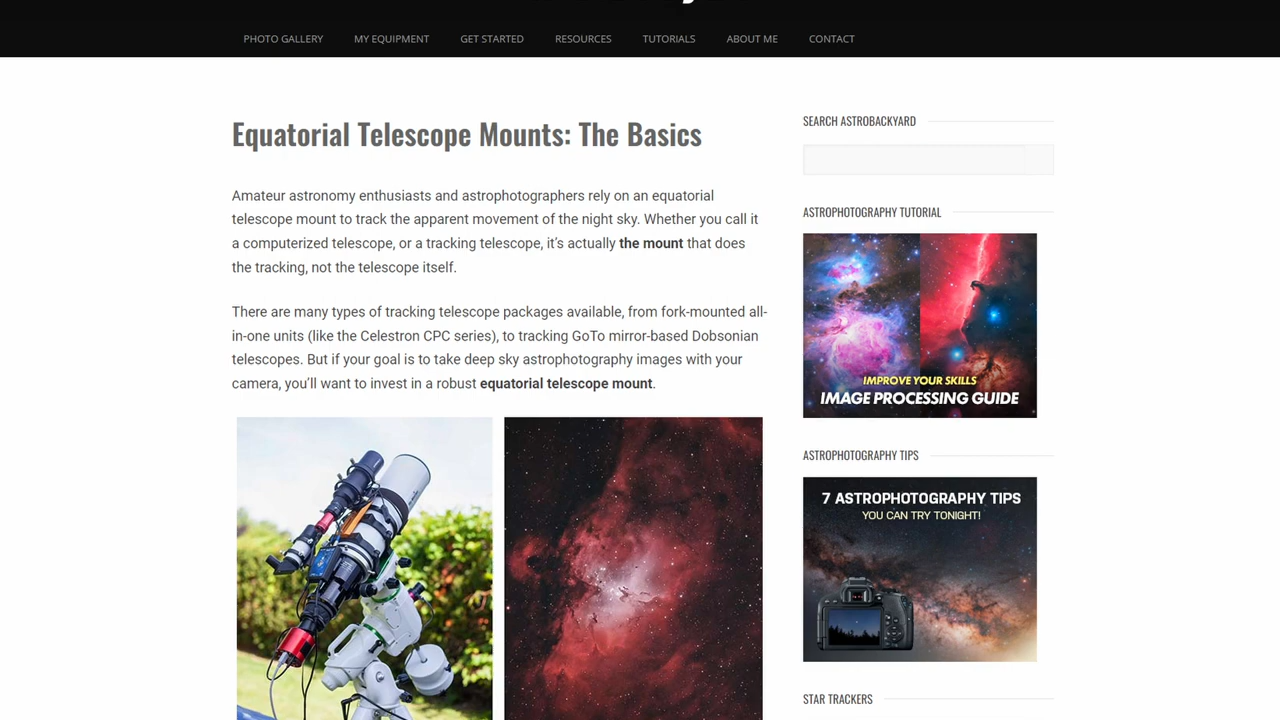 PHOTO GALLERY MY EQUIPMENT GET STARTED RESOURCES TUTORIALS ABOUT ME CONTACT
Equatorial Telescope Mounts: The Basics
Amateur astronomy enthusiasts and astrophotographers rely on an equatorial
telescope mount to track the apparent movement of the night sky. Whether you call it
a computerized telescope, or a tracking telescope, it’s actually the mount that does
the tracking, not the telescope itself.
There are many types of tracking telescope packages available, from fork-mounted all-
in-one units (like the Celestron CPC series), to tracking GoTo mirror-based Dobsonian
telescopes. But if your goal is to take deep sky astrophotography images with your
camera, you’ll want to invest in a robust equatorial telescope mount.
SEARCH ASTROBACKYARD
ASTROPHOTOGRAPHY TUTORIAL
IMPROVE YOUR SKILLS
IMAGE PROCESSING GUIDE
ASTROPHOTOGRAPHY TIPS
7 ASTROPHOTOGRAPHY TIPS
YOU CAN TRY TONIGHT!
STAR TRACKERS